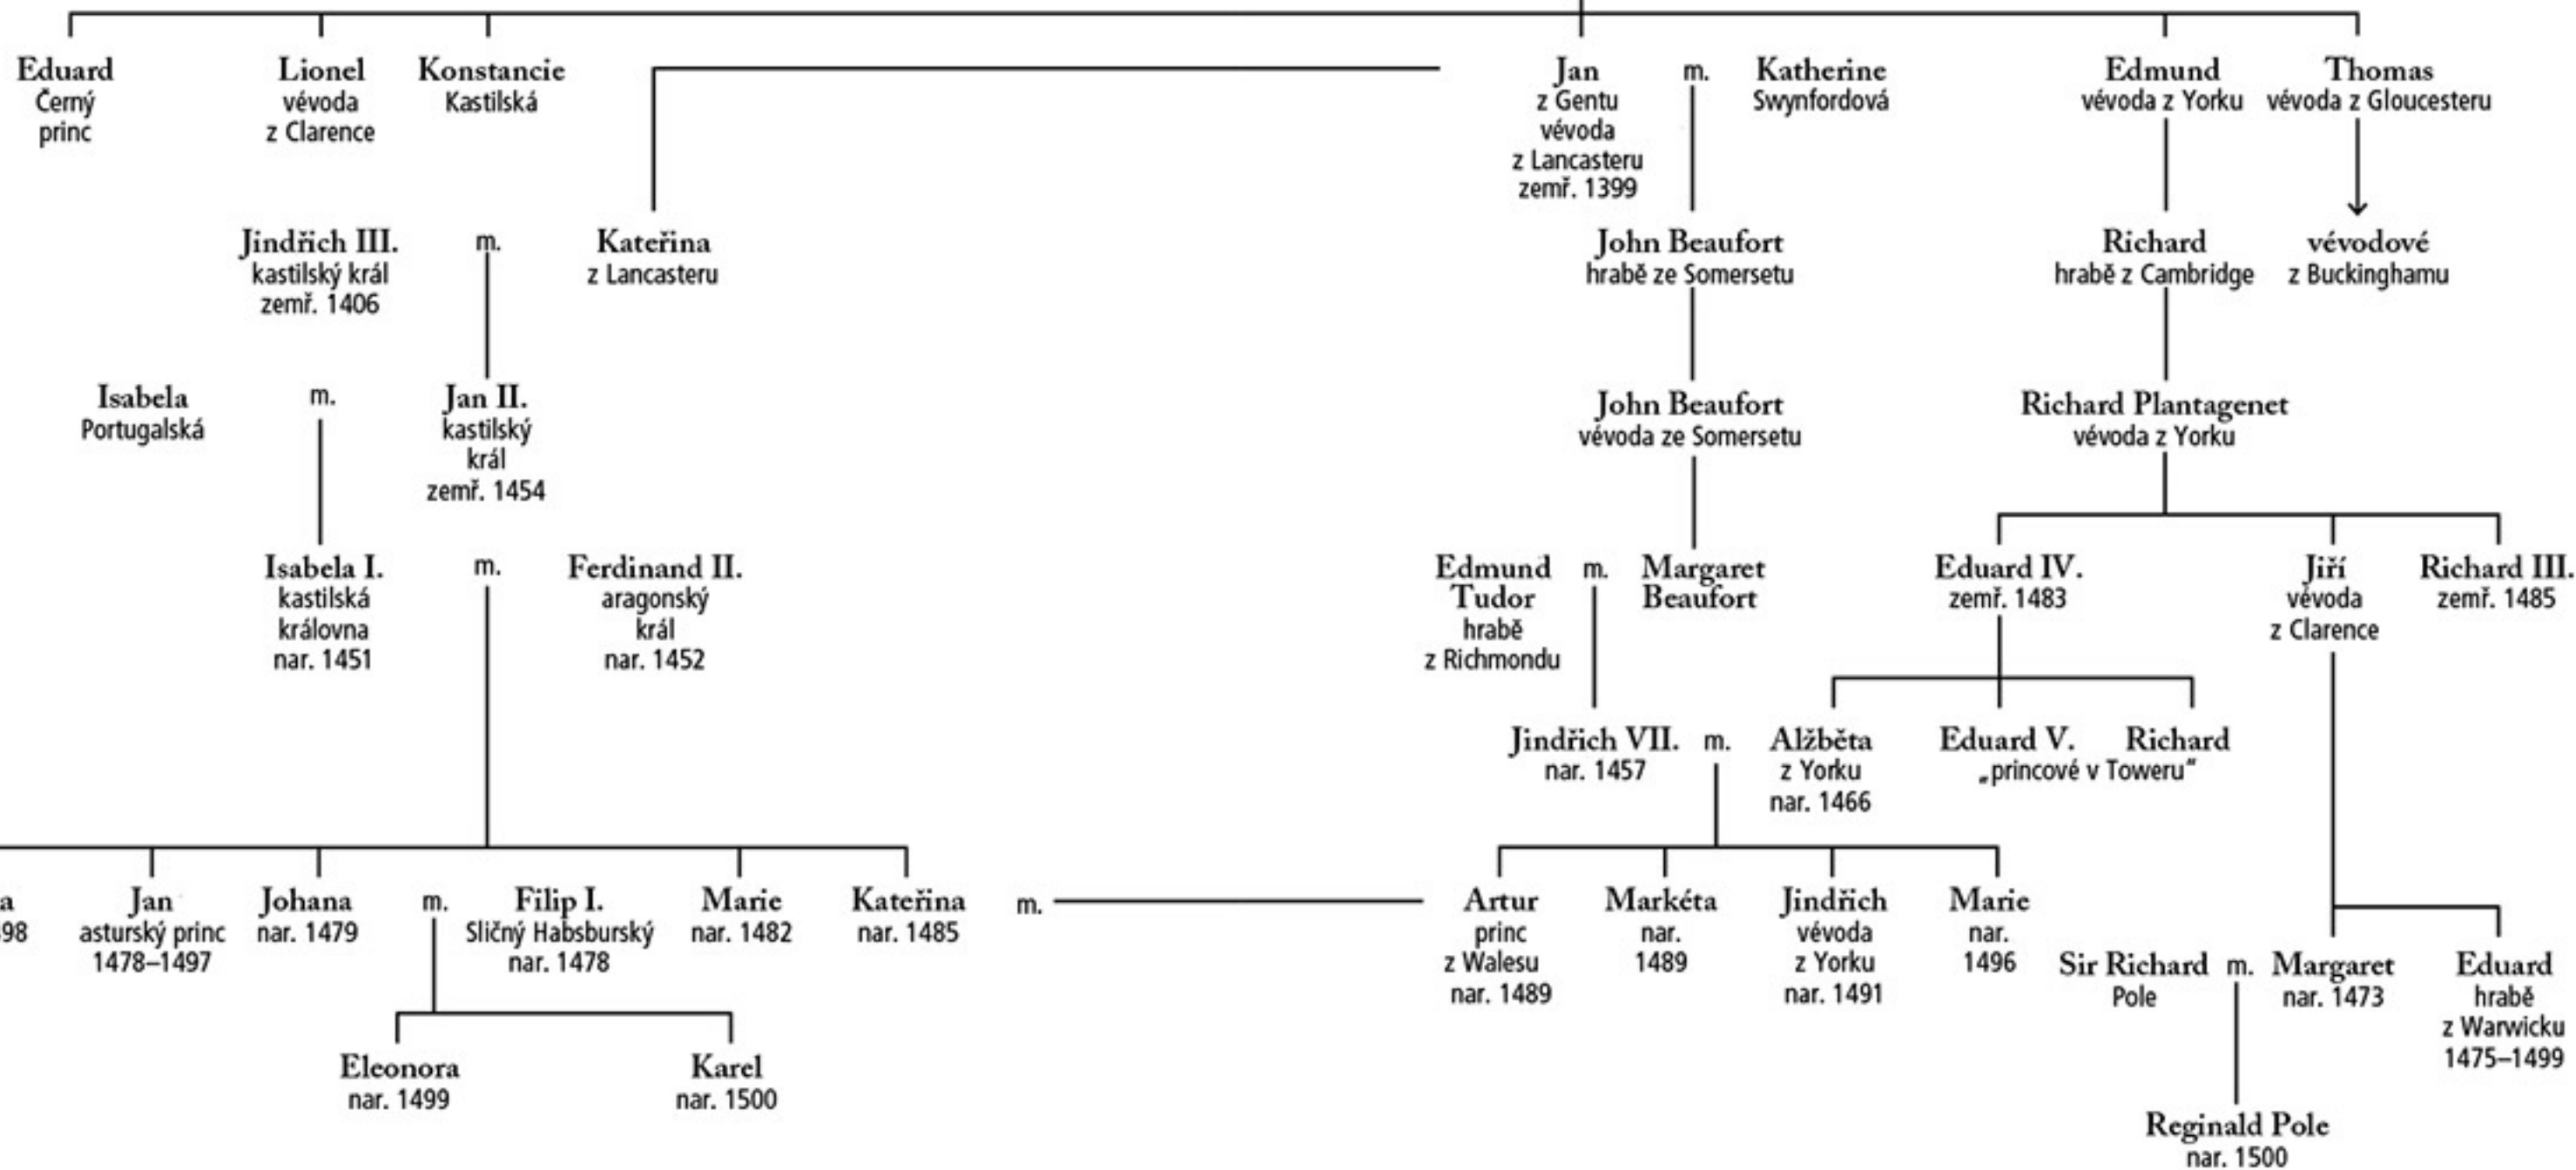 Eduard
Černý
princ
Lionel
vévoda
z Clarence
Konstancie
Kastilská
Jan
z Gentu
vévoda
z Lancasteru
zemř. 1399
m.
Katherine
Swynfordová
Edmund
vévoda z Yorku
Thomas
vévoda z Gloucesteru
Jindřich III.
kastilský král
zemř. 1406
m.
Kateřina
z Lancasteru
John Beaufort
hrabě ze Somersetu
Richard
hrabě z Cambridge
vévodové
z Buckinghamu
Isabela
Portugalská
m.
Jan II.
kastilský
král
zemř. 1454
John Beaufort
vévoda ze Somersetu
Richard Plantagenet
vévoda z Yorku
Isabela I.
kastilská
královna
nar. 1451
m.
Ferdinand II.
aragonský
král
nar. 1452
Edmund
Tudor
hrabě
z Richmondu
m.
Margaret
Beaufort
Eduard IV.
zemř. 1483
Jiří
vévoda
z Clarence
Richard III.
zemř. 1485
Jindřich VII.
nar. 1457
m.
Alžběta
z Yorku
nar. 1466
Eduard V.
Richard
„princové v Toweru“
a
98
Jan
asturský princ
1478–1497
Johana
nar. 1479
m.
Filip I.
Sličný Habsburský
nar. 1478
Marie
nar. 1482
Kateřina
nar. 1485
m.
Artur
princ
z Walesu
nar. 1489
Markéta
nar.
1489
Jindřich
vévoda
z Yorku
nar. 1491
Marie
nar.
1496
Sir Richard
Pole
m.
Margaret
nar. 1473
Eduard
hrabě
z Warwicku
1475–1499
Eleonora
nar. 1499
Karel
nar. 1500
Reginald Pole
nar. 1500